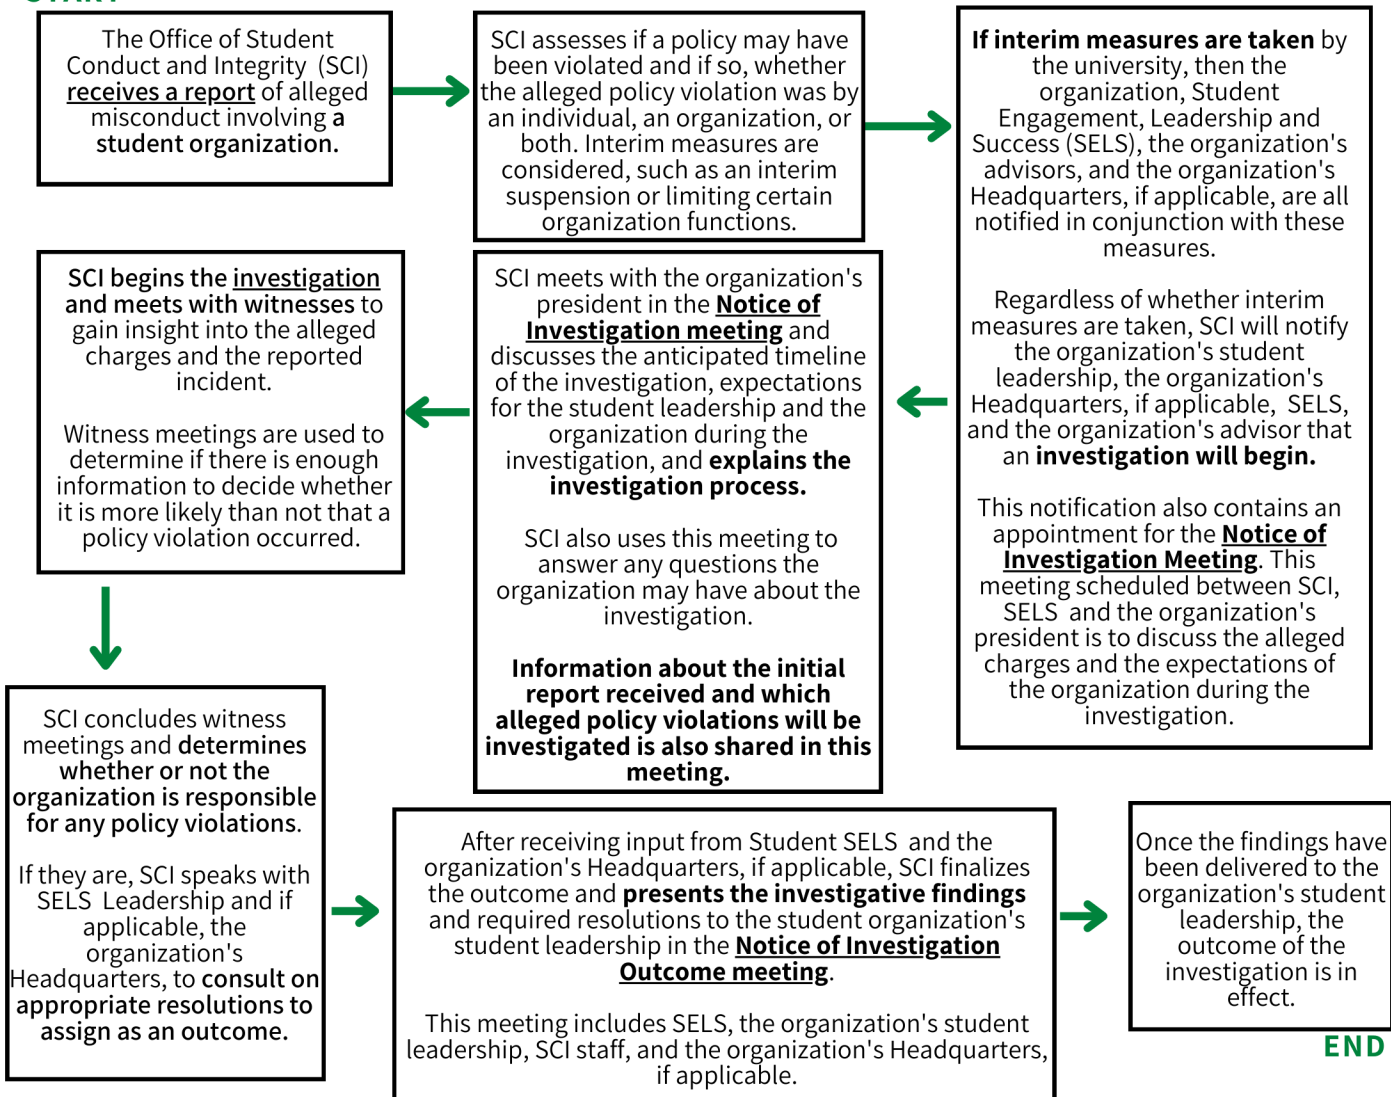 START
The Office of Student
Conduct and Integrity (SCI)
receives a report of alleged
misconduct involving a
student organization.
SCI assesses if a policy may have
been violated and if so, whether
the alleged policy violation was by
an individual, an organization, or
both. Interim measures are
considered, such as an interim
suspension or limiting certain
organization functions.
If interim measures are taken by
the university, then the
organization, Student
Engagement, Leadership and
Success (SELS), the organization's
advisors, and the organization's
Headquarters, if applicable, are all
notified in conjunction with these
measures.
Regardless of whether interim
measures are taken, SCI will notify
the organization's student
leadership, the organization's
Headquarters, if applicable, SELS,
and the organization's advisor that
an investigation will begin.
This notification also contains an
appointment for the Notice of
Investigation Meeting. This
meeting scheduled between SCI,
SELS and the organization's
president is to discuss the alleged
charges and the expectations of
the organization during the
investigation.
SCI meets with the organization's
president in the Notice of
Investigation meeting and
discusses the anticipated timeline
of the investigation, expectations
for the student leadership and the
organization during the
investigation, and explains the
investigation process.
SCI also uses this meeting to
answer any questions the
organization may have about the
investigation.
Information about the initial
report received and which
alleged policy violations will be
investigated is also shared in this
meeting.
SCI begins the investigation
and meets with witnesses to
gain insight into the alleged
charges and the reported
incident.
Witness meetings are used to
determine if there is enough
information to decide whether
it is more likely than not that a
policy violation occurred.
SCI concludes witness
meetings and determines
whether or not the
organization is responsible
for any policy violations.
If they are, SCI speaks with
SELS Leadership and if
applicable, the
organization's
Headquarters, to consult on
appropriate resolutions to
assign as an outcome.
After receiving input from Student SELS and the
organization's Headquarters, if applicable, SCI finalizes
the outcome and presents the investigative findings
and required resolutions to the student organization's
student leadership in the Notice of Investigation
Outcome meeting.
This meeting includes SELS, the organization's student
leadership, SCI staff, and the organization's Headquarters,
if applicable.
Once the findings have
been delivered to the
organization's student
leadership, the
outcome of the
investigation is in
effect.
END